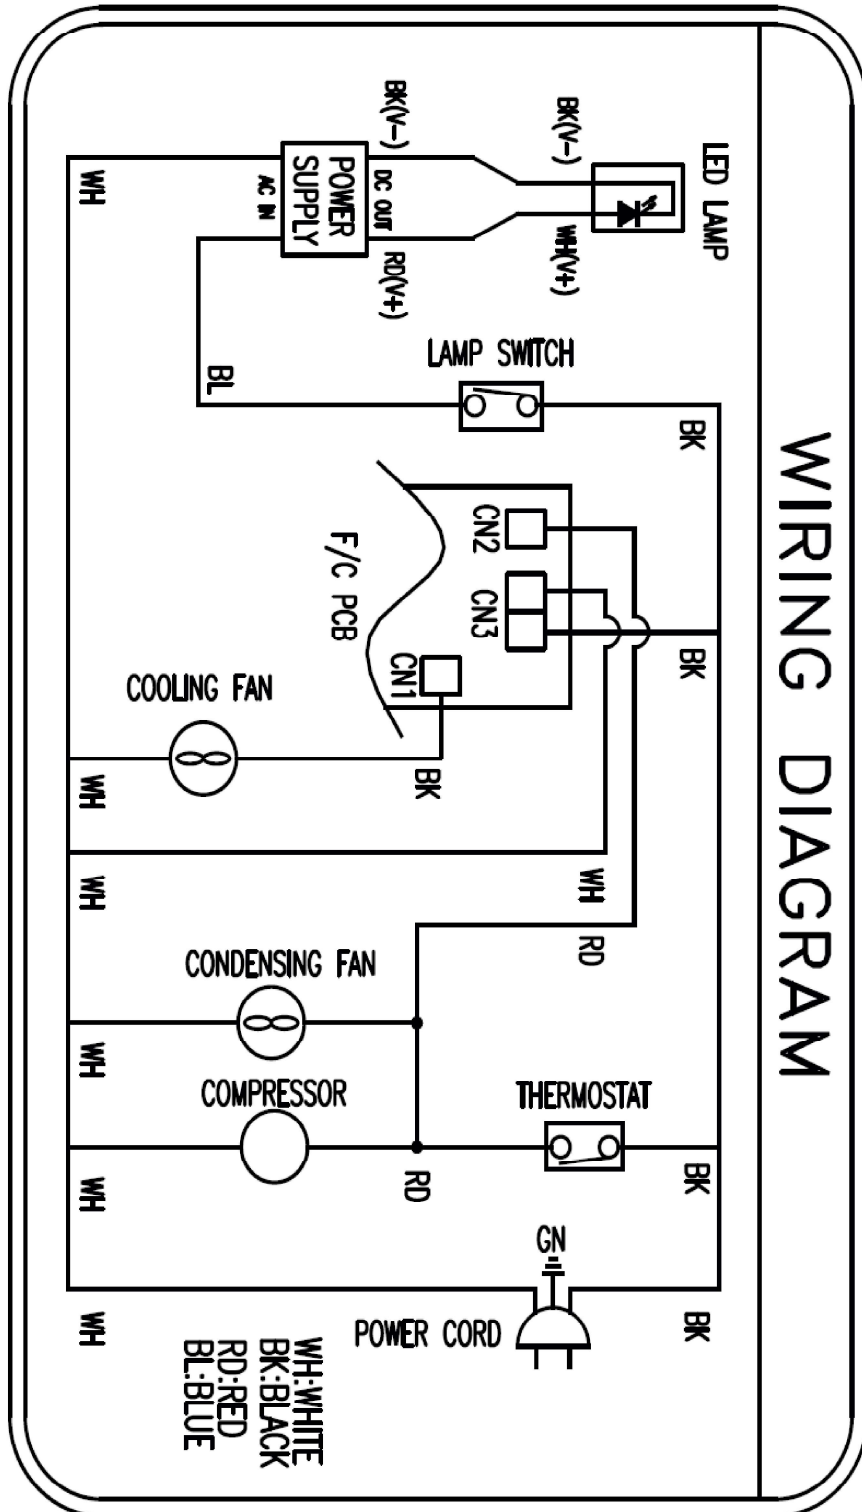 WIRING DIAGRAM
LED LAMP
BK(V-)
WH(V+)
BK(V-)
RD(V+)
DC OUT
POWER
SUPPLY
AC IN
WH
BL
LAMP SWITCH
BK
CN2
CN3
CN1
F/C PCB
BK
COOLING FAN
WH
BK
WH
WH
RD
CONDENSING FAN
WH
COMPRESSOR
WH
RD
THERMOSTAT
BK
GN
POWER CORD
BK
WH
WH:WHITE
BK:BLACK
RD:RED
BL:BLUE